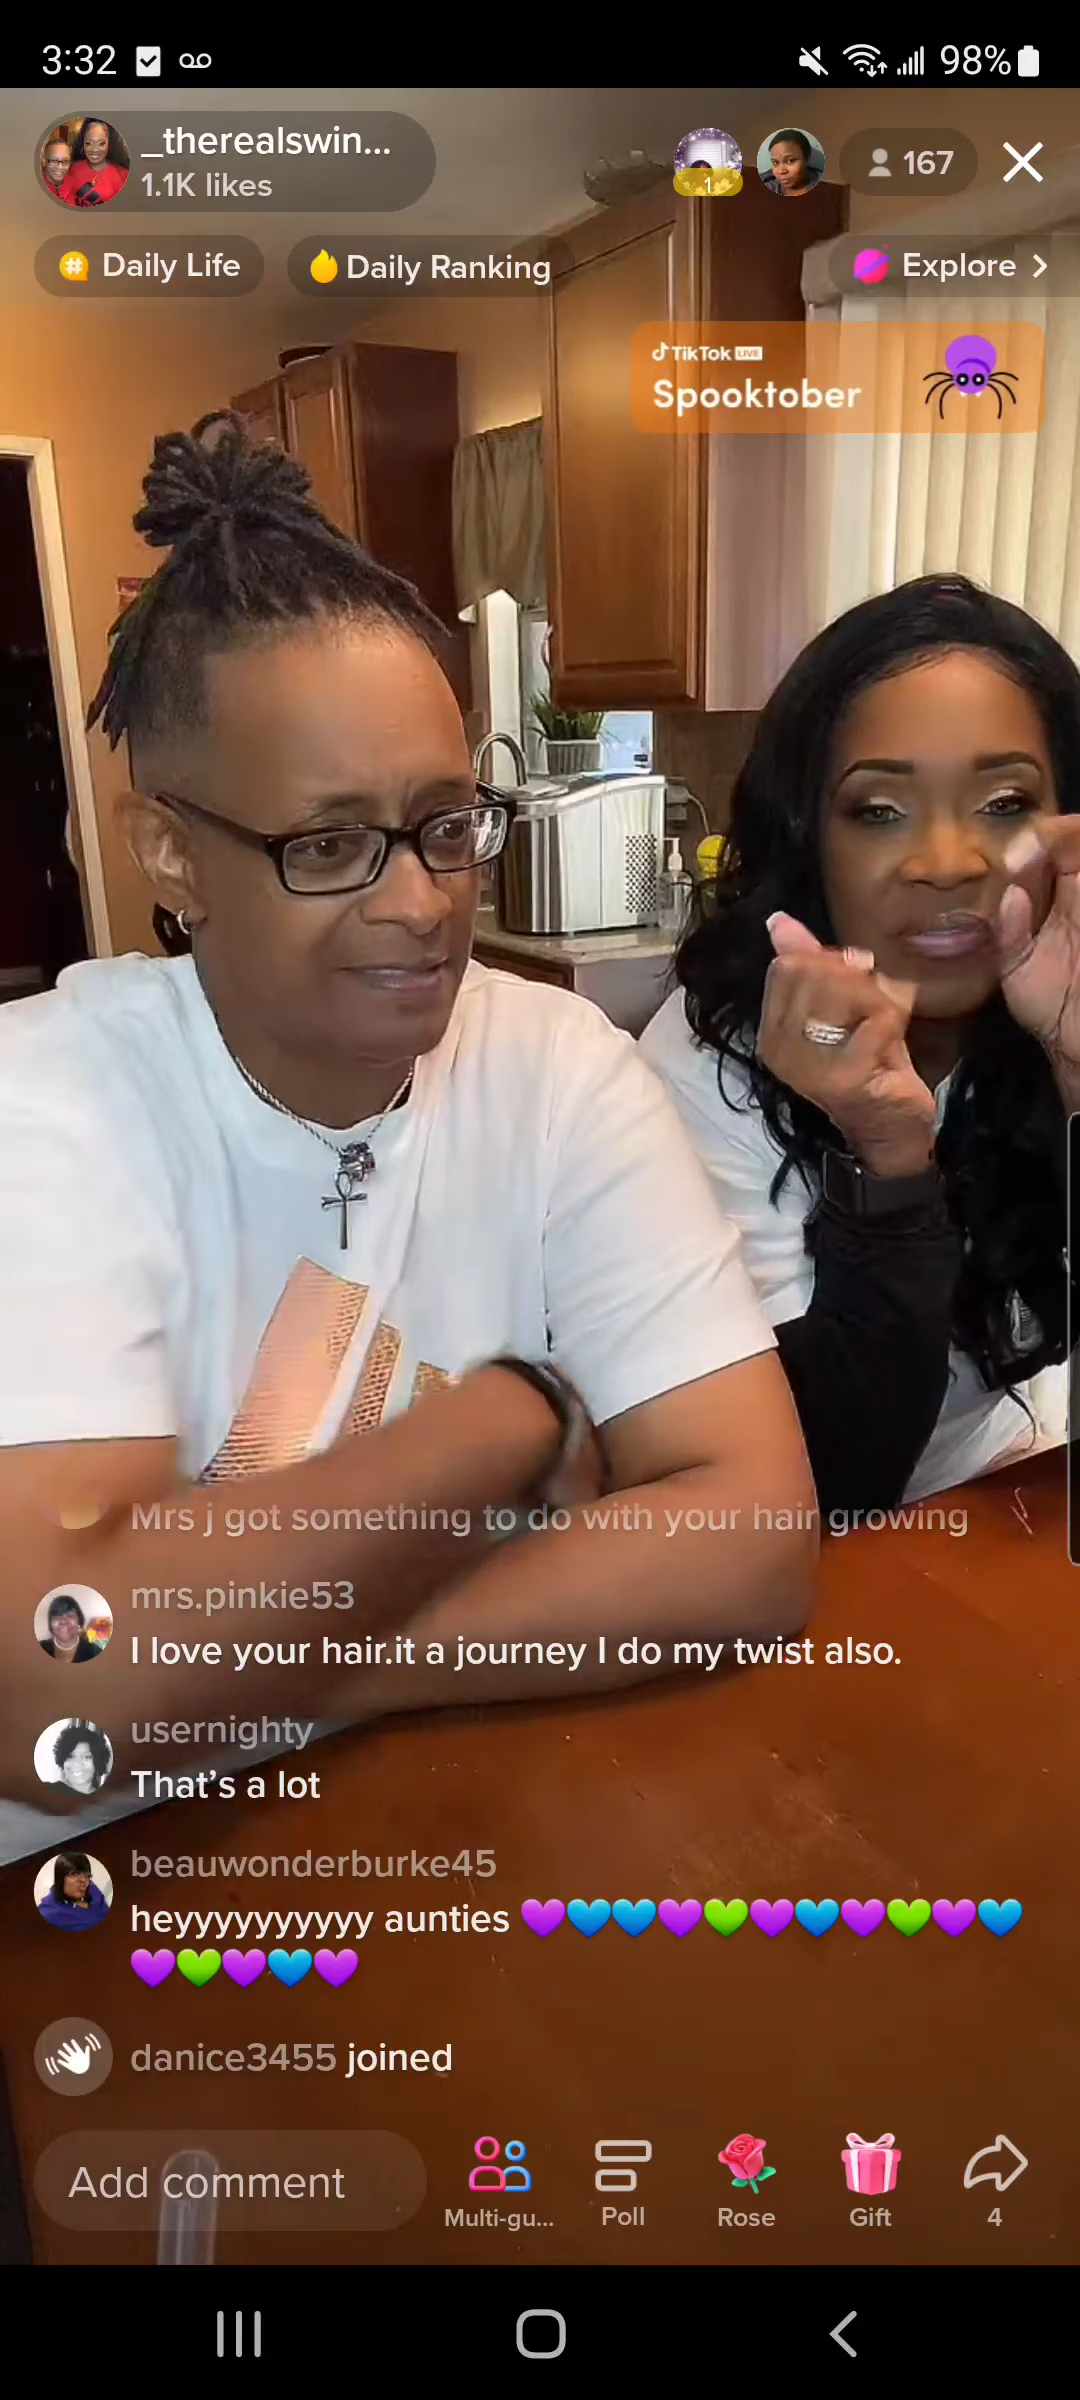 3:32
98%
_therealswin...
1.1K likes
1
167
Daily Life
Daily Ranking
Explore >
TikTok LIVE
Spooktober
Mrs j got something to do with your hair growing
mrs.pinkie53
I love your hair.it a journey I do my twist also.
usernighty
That's a lot
beauwonderburke45
heyyyyyyyyyy aunties 💜💙💙💜💚💜💙💜💚💜💙
💜💚💜💙💜
danice3455 joined
Add comment
Multi-gu...
Poll
Rose
Gift
4